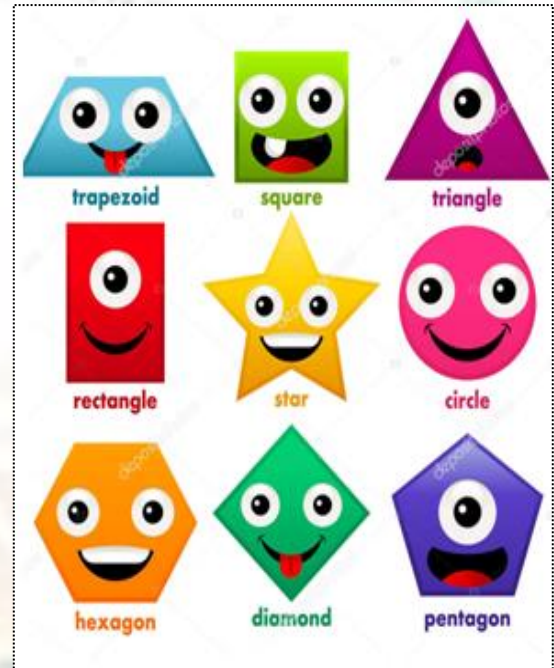 trapezoid
square
triangle
rectangle
star
circle
hexagon
diamond
pentagon